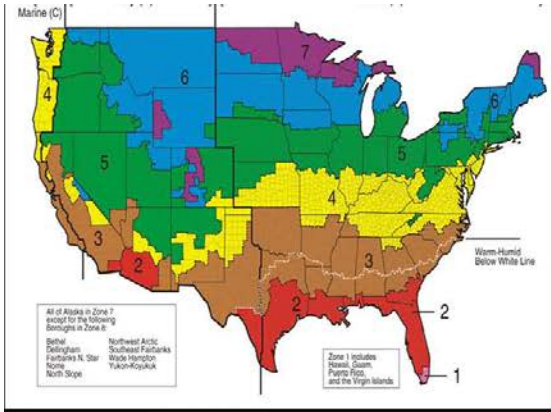 Marine (C)
7
6
6
4
5
5
4
3
3
2
2
2
1
Warm-Humid
Below White Line
All of Alaska in Zone 7
except for the following
Boroughs in Zone 8:
Bethel
Dellingham
Fairbanks N. Star
Nome
North Slope
Northwest Arctic
Southeast Fairbanks
Wade Hampton
Yukon-Koyukuk
Zone 1 includes
Hawaii, Guam,
Puerto Rico,
and the Virgin Islands